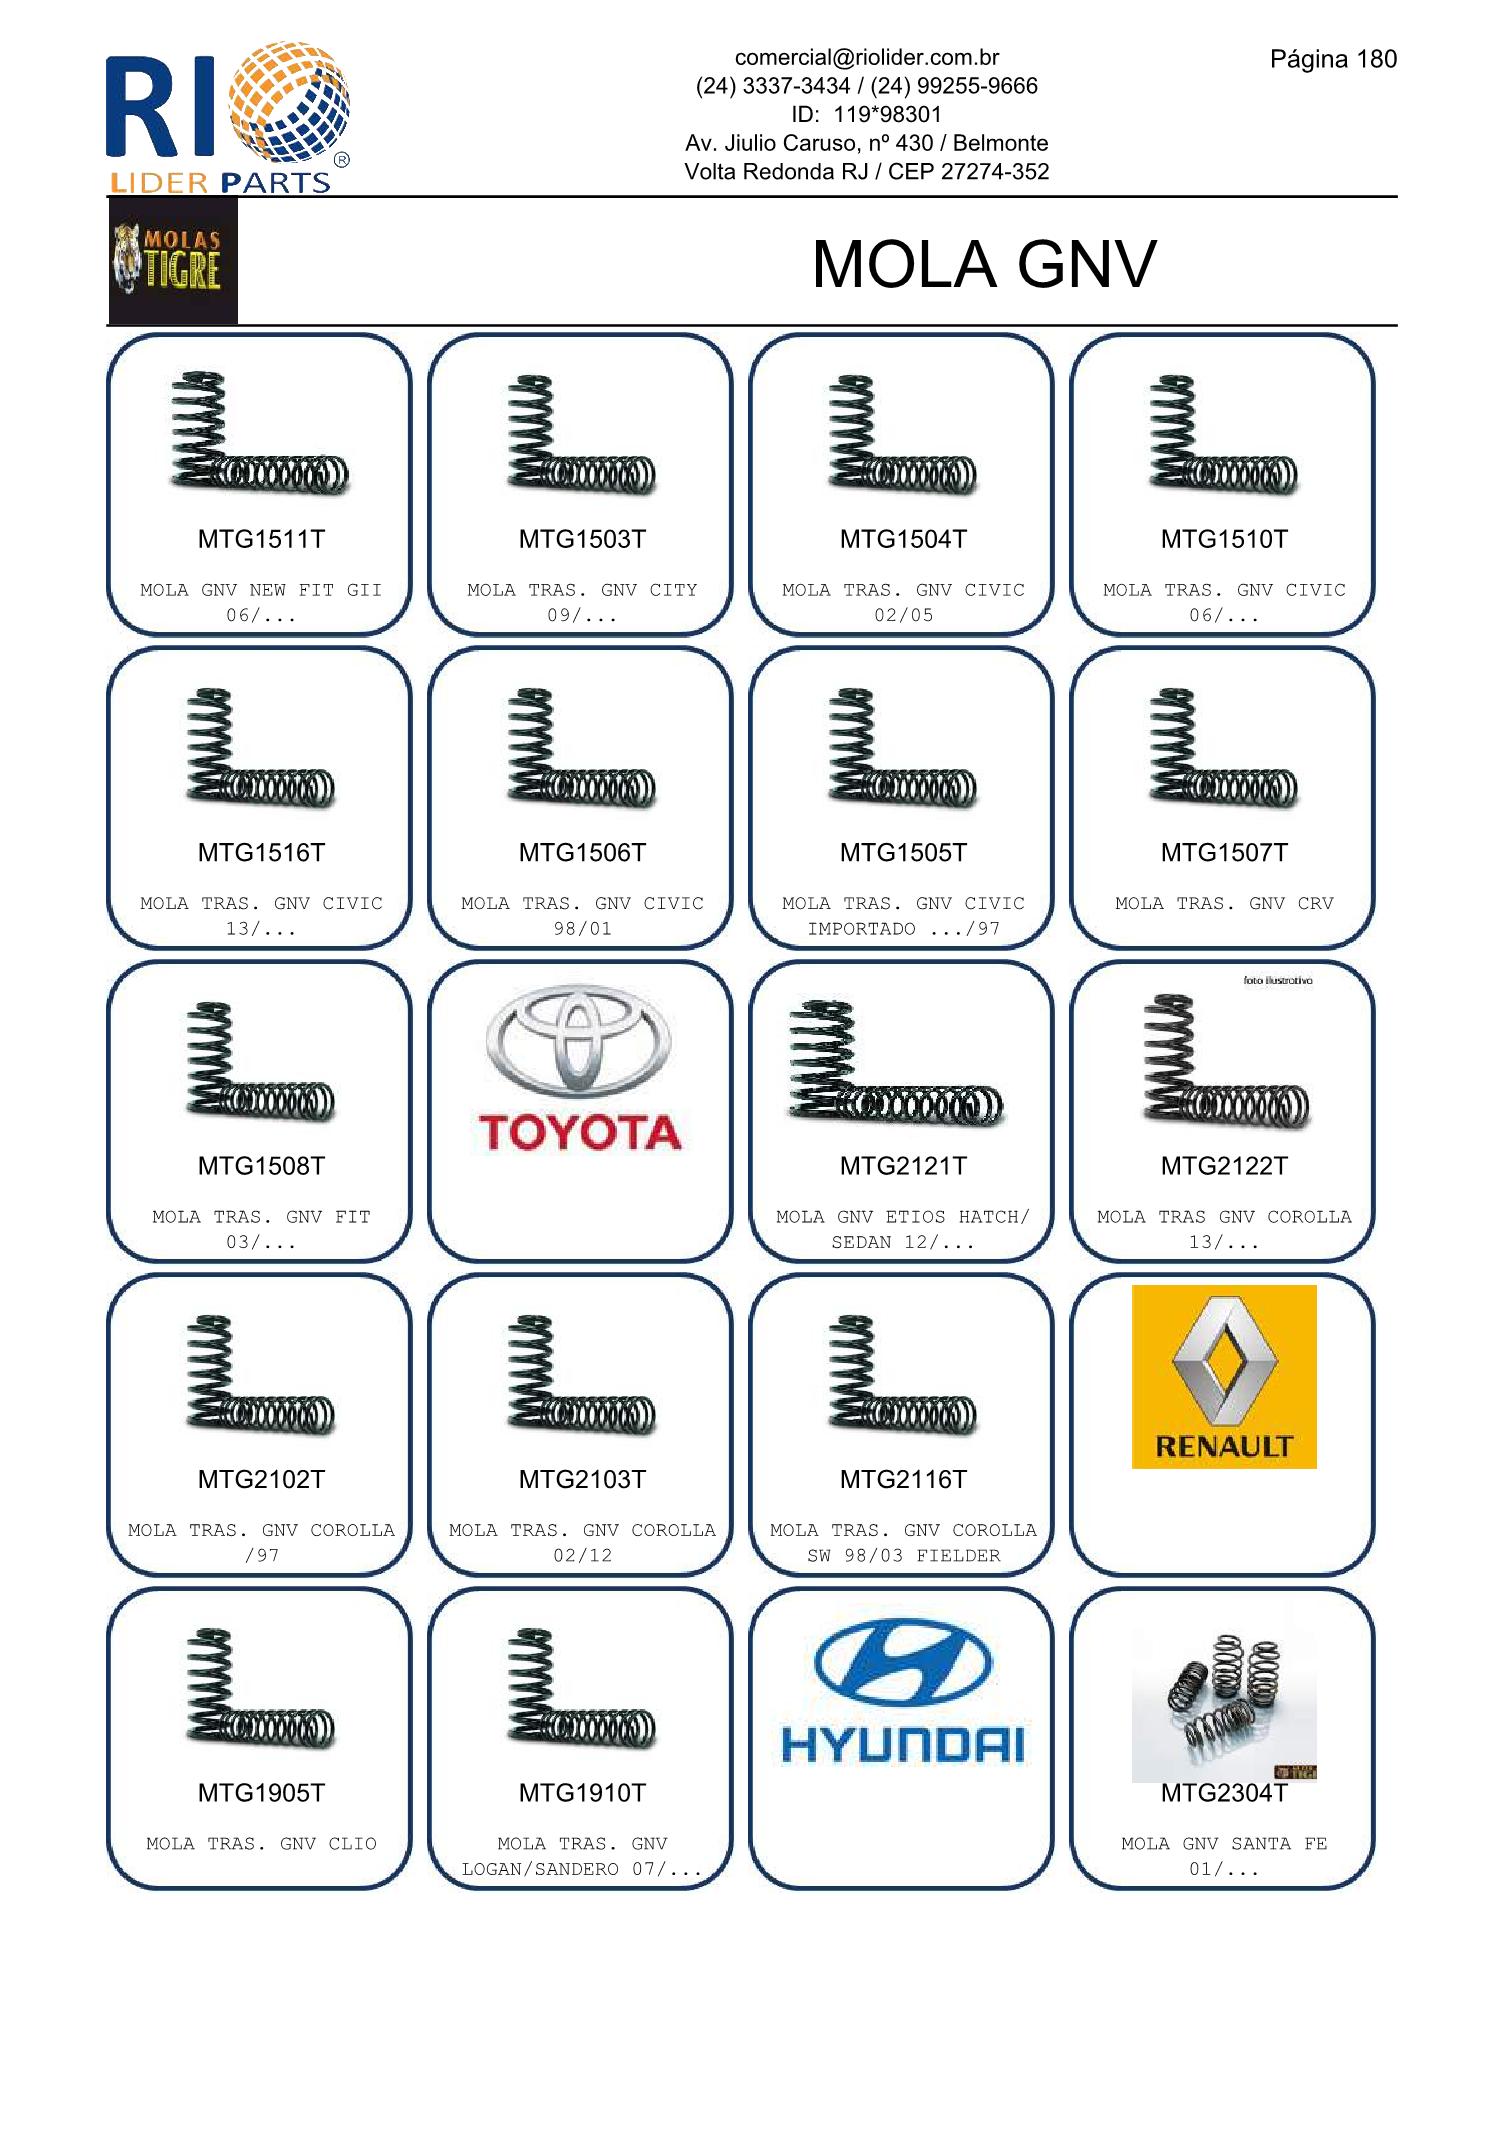 RIO
®
LIDER PARTS
comercial@riolider.com.br
(24) 3337-3434 / (24) 99255-9666
ID: 119*98301
Av. Jiulio Caruso, nº 430 / Belmonte
Volta Redonda RJ / CEP 27274-352
Página 180
MOLAS
TIGRE
MOLA GNV
MTG1511T
MOLA GNV NEW FIT GII
06/...
MTG1503T
MOLA TRAS. GNV CITY
09/...
MTG1504T
MOLA TRAS. GNV CIVIC
02/05
MTG1510T
MOLA TRAS. GNV CIVIC
06/...
MTG1516T
MOLA TRAS. GNV CIVIC
13/...
MTG1506T
MOLA TRAS. GNV CIVIC
98/01
MTG1505T
MOLA TRAS. GNV CIVIC
IMPORTADO .../97
MTG1507T
MOLA TRAS. GNV CRV
MTG1508T
MOLA TRAS. GNV FIT
03/...
TOYOTA
MTG2121T
MOLA GNV ETIOS HATCH/
SEDAN 12/...
foto ilustrativa
MTG2122T
MOLA TRAS GNV COROLLA
13/...
MTG2102T
MOLA TRAS. GNV COROLLA
/97
MTG2103T
MOLA TRAS. GNV COROLLA
02/12
MTG2116T
MOLA TRAS. GNV COROLLA
SW 98/03 FIELDER
RENAULT
MTG1905T
MOLA TRAS. GNV CLIO
MTG1910T
MOLA TRAS. GNV
LOGAN/SANDERO 07/...
HYUNDAI
MTG2304T
MOLA GNV SANTA FE
01/...